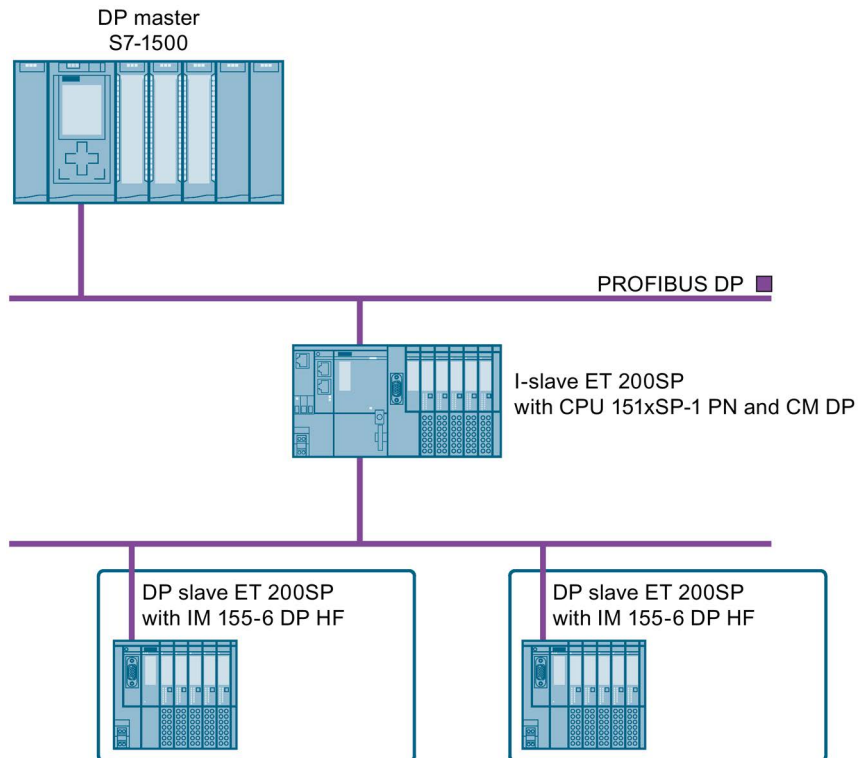 DP master
S7-1500
PROFIBUS DP
I-slave ET 200SP
with CPU 151xSP-1 PN and CM DP
DP slave ET 200SP
with IM 155-6 DP HF
DP slave ET 200SP
with IM 155-6 DP HF